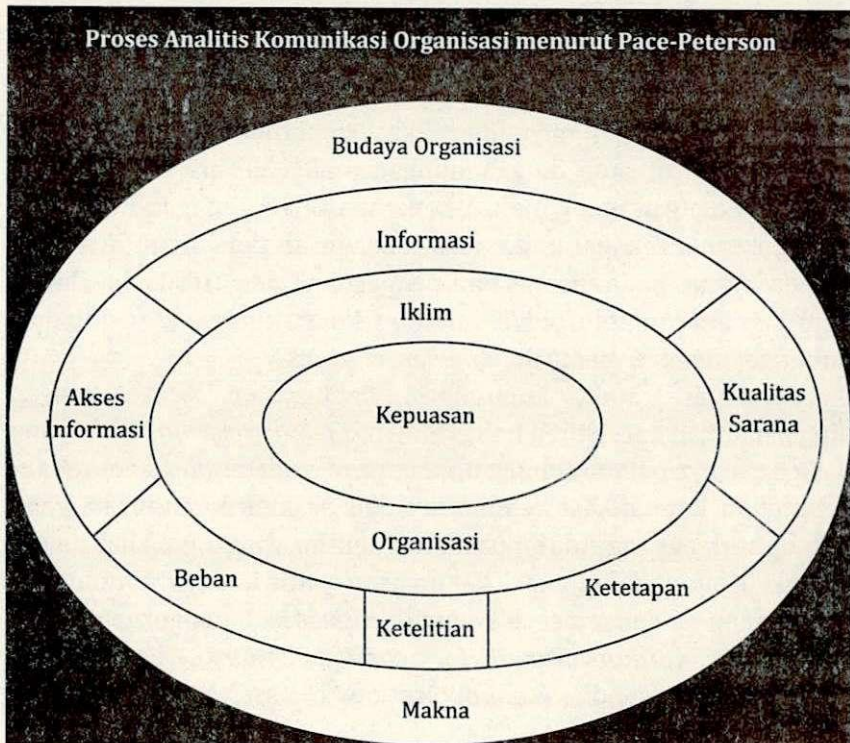 Proses Analitis Komunikasi Organisasi menurut Pace-Peterson
Budaya Organisasi
Informasi
Iklim
Akses
Informasi
Kepuasan
Kualitas
Sarana
Organisasi
Beban
Ketetapan
Ketelitian
Makna